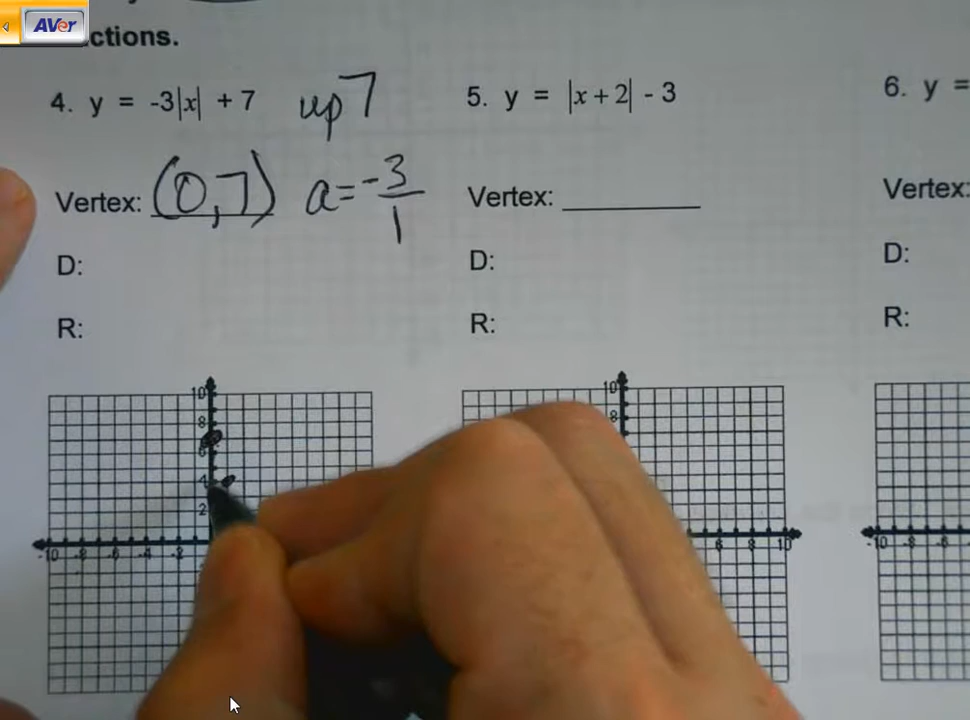 AVer
ctions.
4. y = -3|x| + 7 up 7
5. y = |x + 2| - 3
6. y =
Vertex: (0,7) a = -3/1
Vertex: ________
Vertex:
D:
D:
D:
R:
R:
R:
10
8
6
4
2
-10 -8 -6 -4 -2
10
8
6 8 10
-10 -8 -6